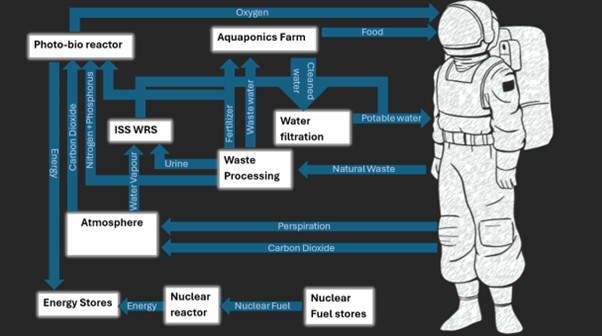 Oxygen
Photo-bio reactor
Aquaponics Farm
Food
Carbon Dioxide
Nitrogen+Phosphorus
Fertilizer
Waste water
Cleaned
water
ISS WRS
Water
filtration
Potable water
Energy
Water Vapour
Urine
Waste
Processing
Natural Waste
Atmosphere
Perspiration
Carbon Dioxide
Energy Stores
Energy
Nuclear
reactor
Nuclear Fuel
Nuclear
Fuel stores